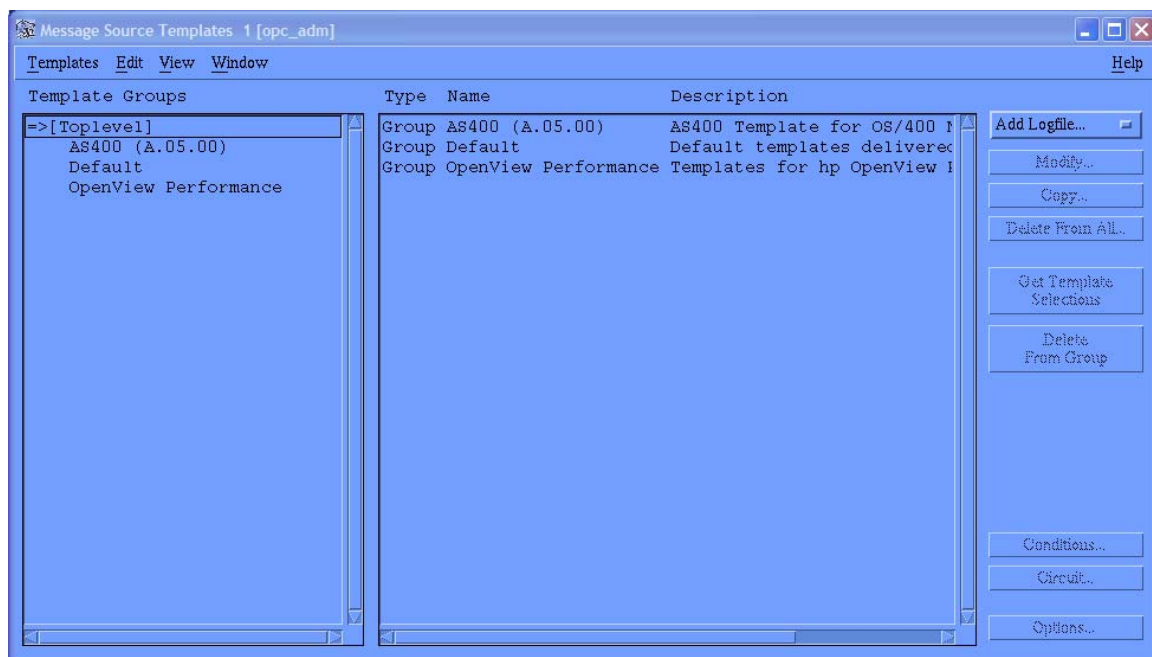 Message Source Templates 1 [opc_adm]
Templates Edit View Window Help
Template Groups
=>[Toplevel]
AS400 (A.05.00)
Default
OpenView Performance
Type Name Description
Group AS400 (A.05.00) AS400 Template for OS/400
Group Default Default templates delivered
Group OpenView Performance Templates for hp OpenView
Add Logfile...
Modify...
Copy...
Delete From All...
Get Template
Selections
Delete
From Group
Conditions...
Circuit...
Options...